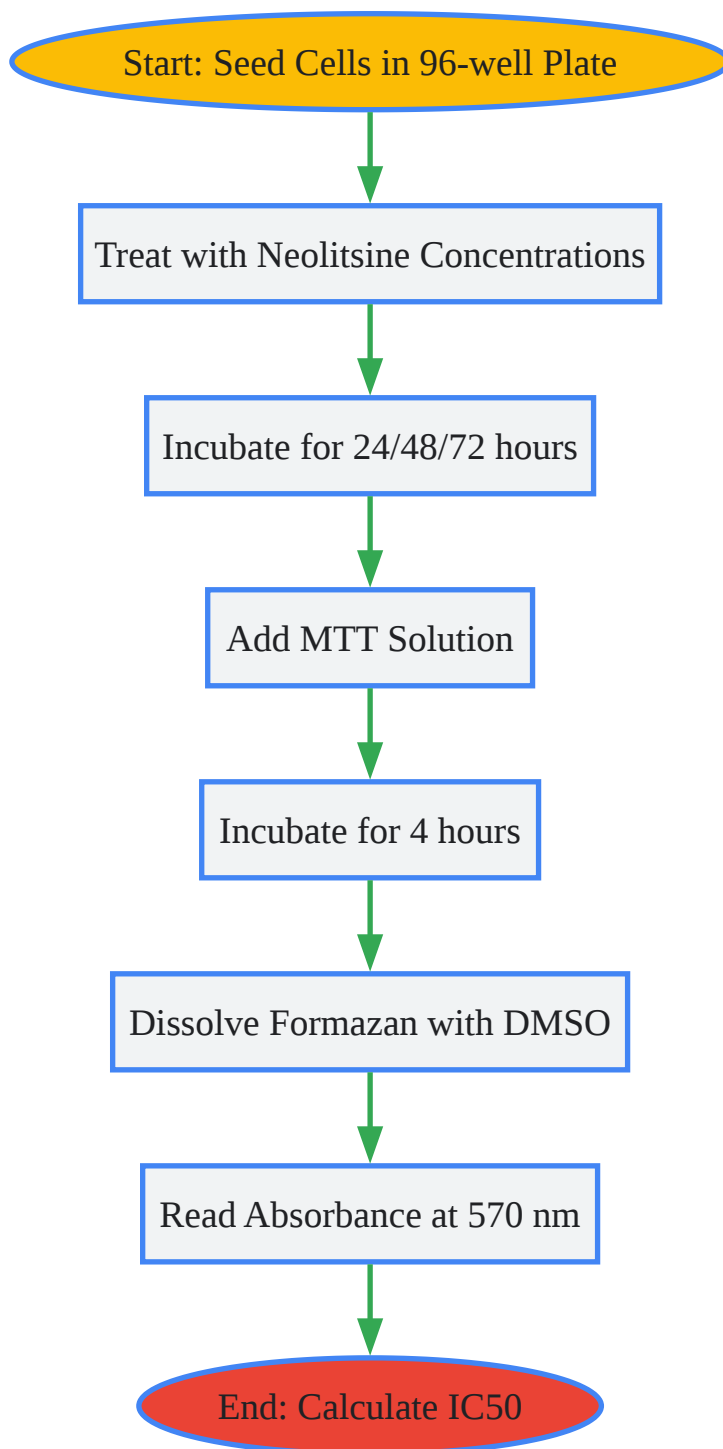 Start: Seed Cells in 96-well Plate
Treat with Neolitsine Concentrations
Incubate for 24/48/72 hours
Add MTT Solution
Incubate for 4 hours
Dissolve Formazan with DMSO
Read Absorbance at 570 nm
End: Calculate IC50